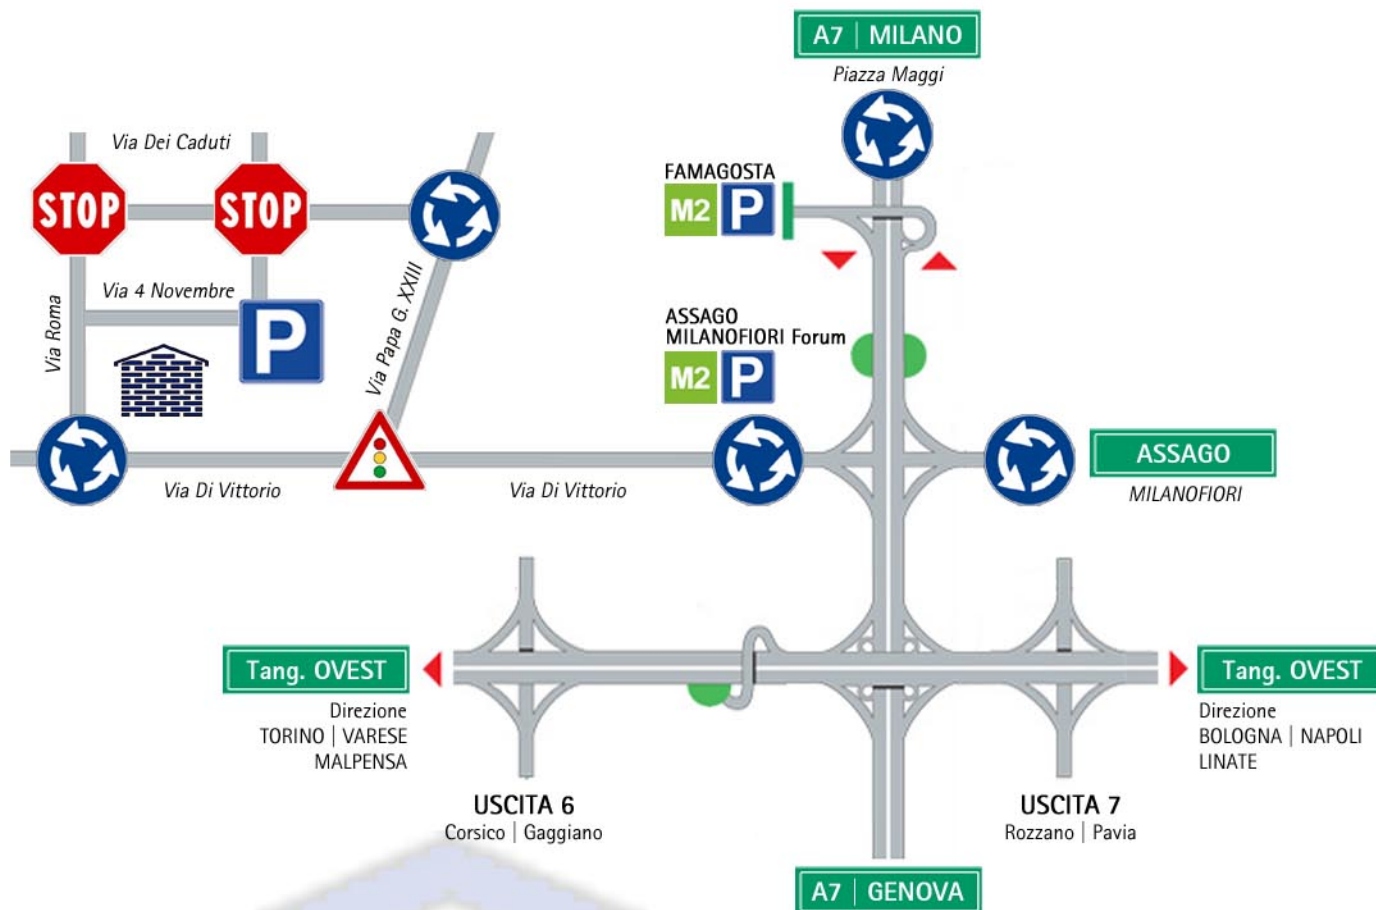 A7 | MILANO
Piazza Maggi
Via Dei Caduti
STOP
STOP
FAMAGOSTA
M2 P
Via 4 Novembre
Via Roma
P
Via Papa G. XXIII
ASSAGO
MILANOFIORI Forum
M2 P
Via Di Vittorio
Via Di Vittorio
ASSAGO
MILANOFIORI
Tang. OVEST
Direzione
TORINO | VARESE
MALPENSA
Tang. OVEST
Direzione
BOLOGNA | NAPOLI
LINATE
USCITA 6
Corsico | Gaggiano
USCITA 7
Rozzano | Pavia
A7 | GENOVA